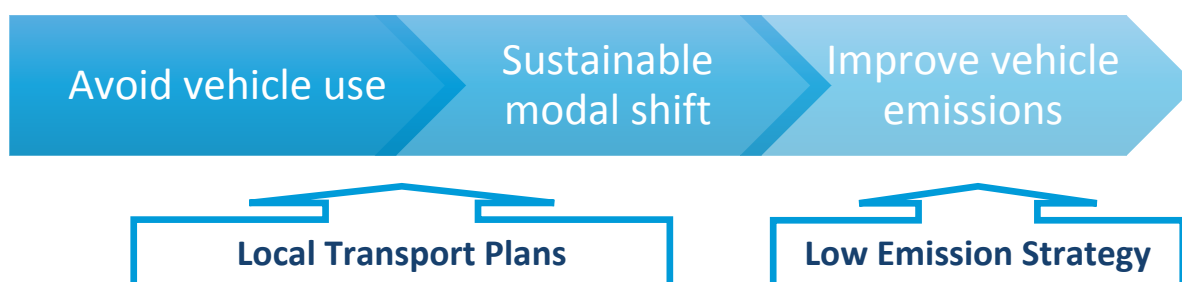 Avoid vehicle use
Sustainable
modal shift
Improve vehicle
emissions
Local Transport Plans
Low Emission Strategy